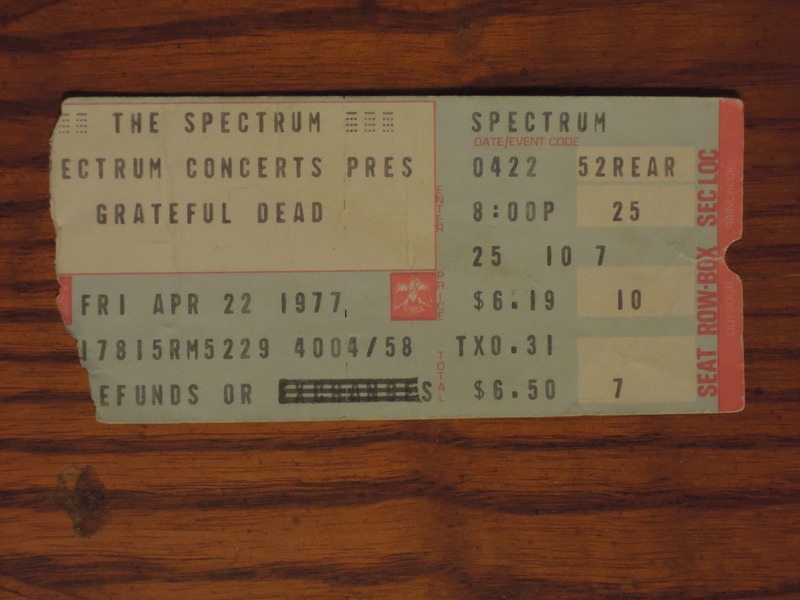 THE SPECTRUM
ECTRUM CONCERTS PRES
GRATEFUL DEAD
FRI APR 22 1977
17815RM5229 4004/58
EFUNDS OR EXCHANGES
ENTER
PRICE
TOTAL
SPECTRUM
DATE/EVENT CODE
0422 52REAR
8:00P 25
25 10 7
$6.19 10
TX0.31
$6.50 7
SEAT ROW-BOX SEC LOC
RAINCHECK